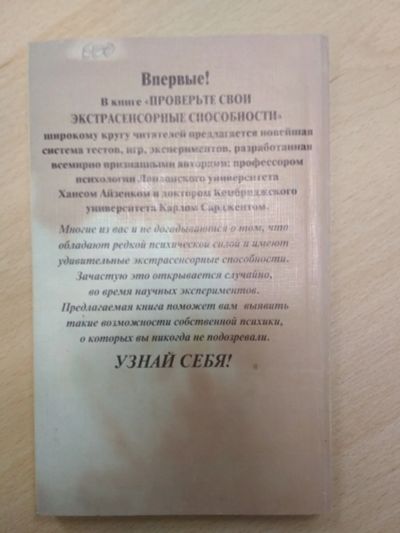 600
Впервые!
В книге «ПРОВЕРЬТЕ СВОИ
ЭКСТРАСЕНСОРНЫЕ СПОСОБНОСТИ»
широкому кругу читателей предлагается новейшая
система тестов, игр, экспериментов, разработанная
всемирно признанными авторами: профессором
психологии Лондонского университета
Хансом Айзенком и доктором Кембриджского
университета Карлом Сарджентом.
Многие из вас и не догадываются о том, что
обладают редкой психической силой и имеют
удивительные экстрасенсорные способности.
Зачастую это открывается случайно,
во время научных экспериментов.
Предлагаемая книга поможет вам выявить
такие возможности собственной психики,
о которых вы никогда не подозревали.
УЗНАЙ СЕБЯ!